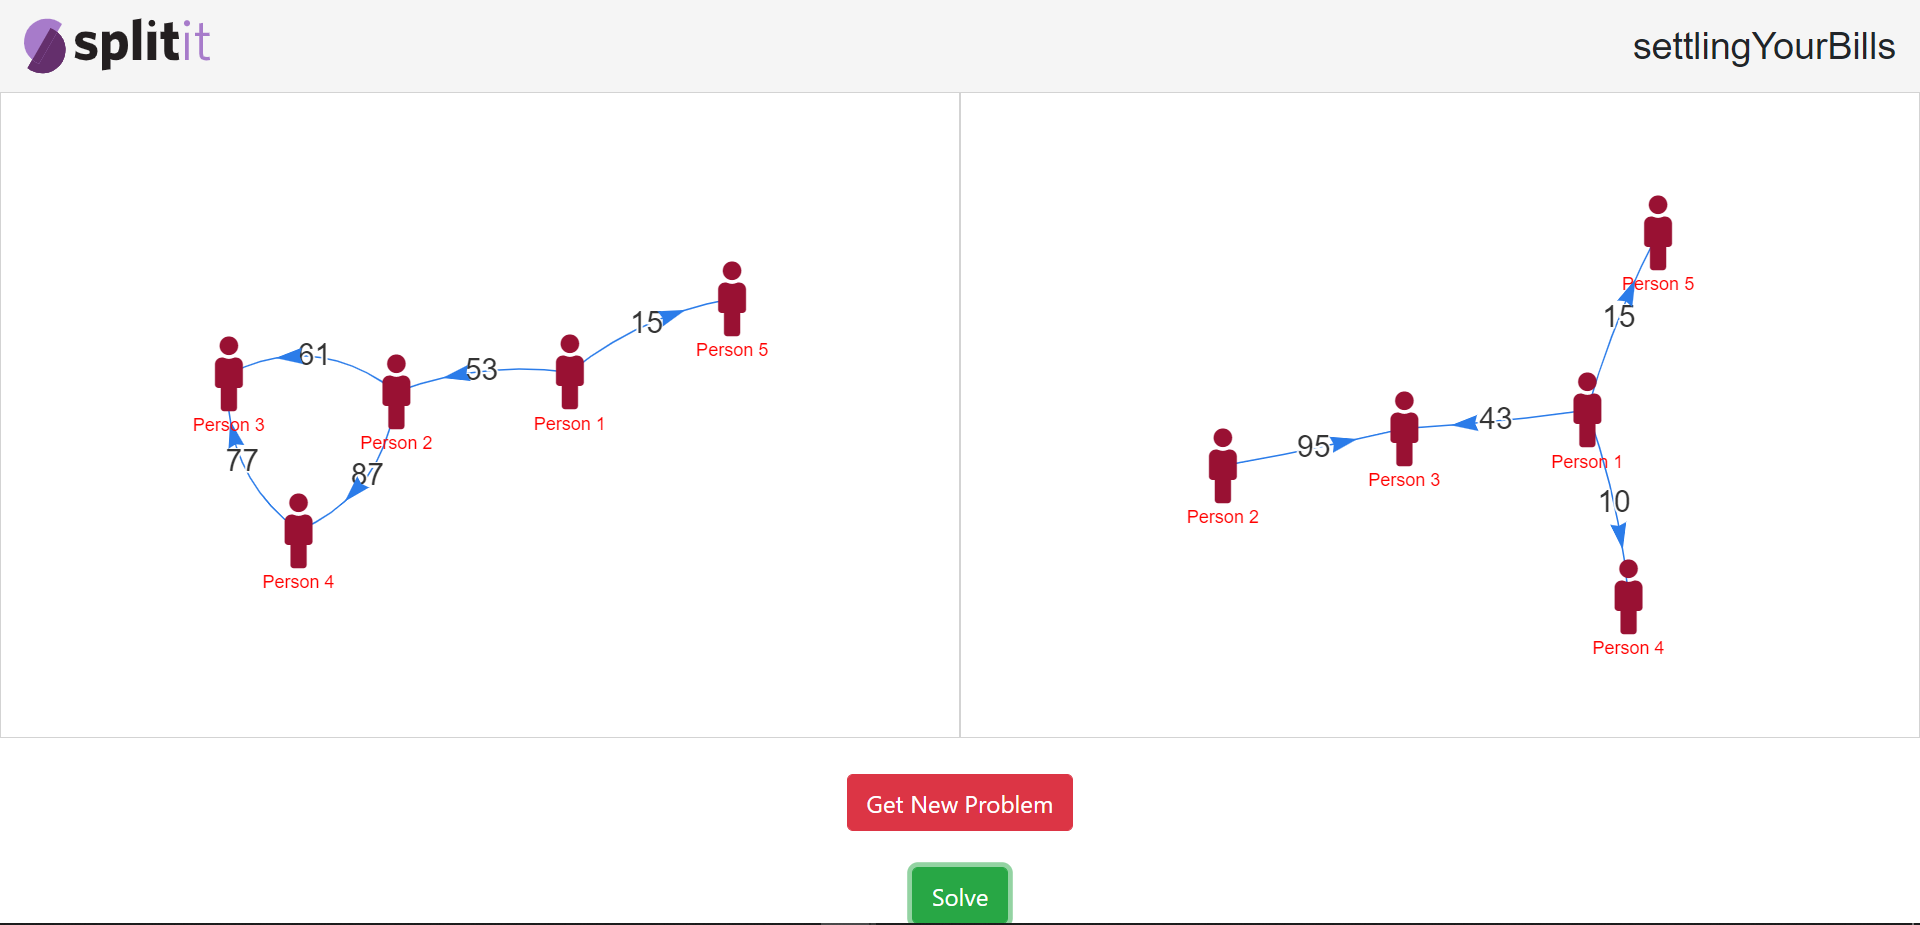 splitit
settlingYourBills
15
Person 5
61
53
Person 3
Person 2
Person 1
77
87
Person 4
Person 5
15
43
95
Person 1
Person 3
10
Person 2
Person 4
Get New Problem
Solve